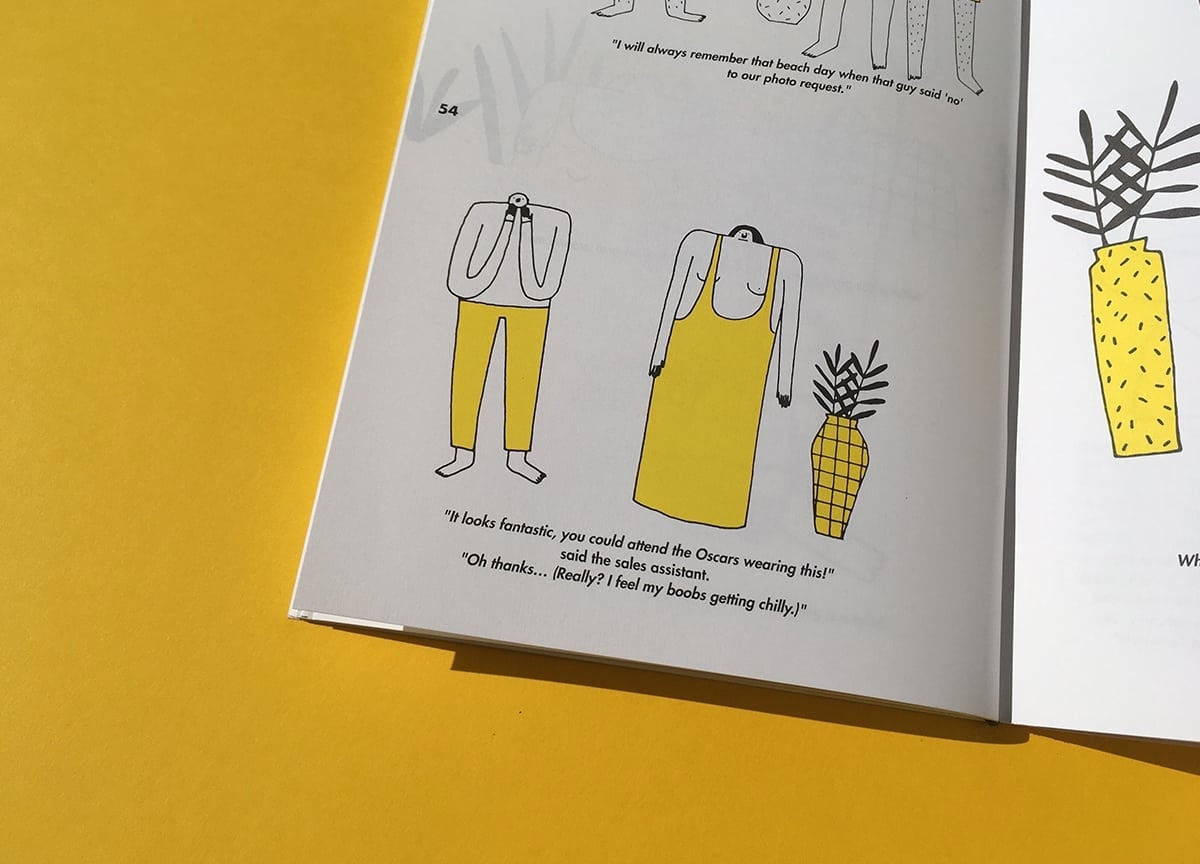 "I will always remember that beach day when that guy said 'no'
to our photo request."
54
"It looks fantastic, you could attend the Oscars wearing this!"
said the sales assistant.
"Oh thanks... (Really? I feel my boobs getting chilly.)"
Wh